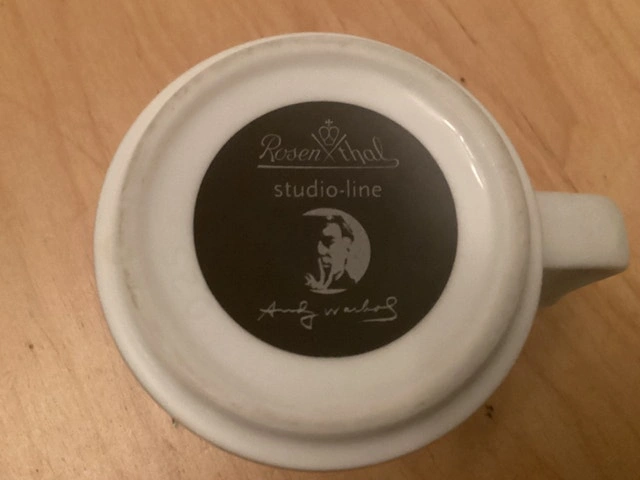 Rosenthal
studio-line
Andy Warhol